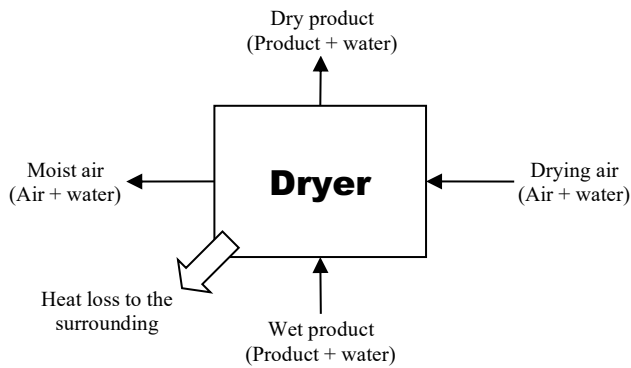 Dry product
(Product + water)
Moist air
(Air + water)
Dryer
Drying air
(Air + water)
Heat loss to the
surrounding
Wet product
(Product + water)